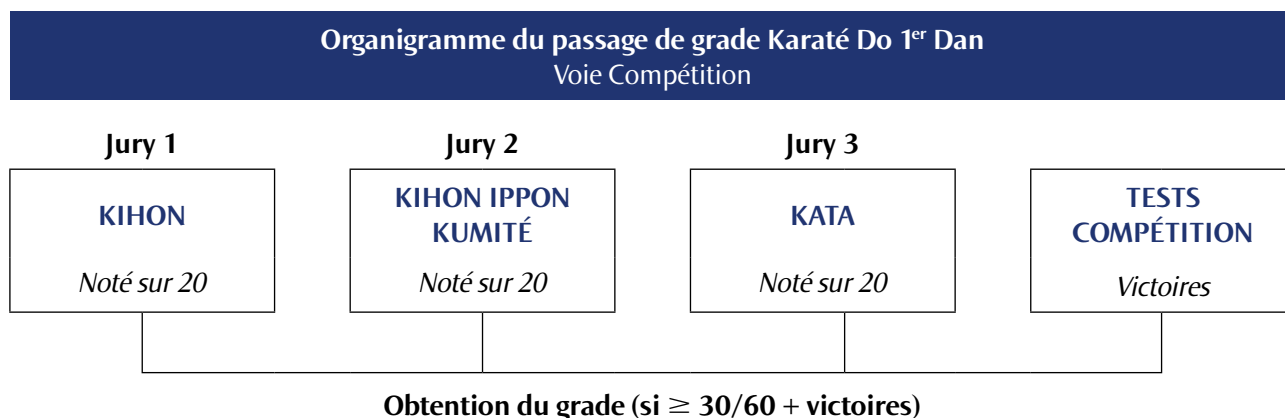 Organigramme du passage de grade Karaté Do 1er Dan
Voie Compétition
Jury 1
Jury 2
Jury 3
KIHON
Noté sur 20
KIHON IPPON
KUMITÉ
Noté sur 20
KATA
Noté sur 20
TESTS
COMPÉTITION
Victoires
Obtention du grade (si ≥ 30/60 + victoires)